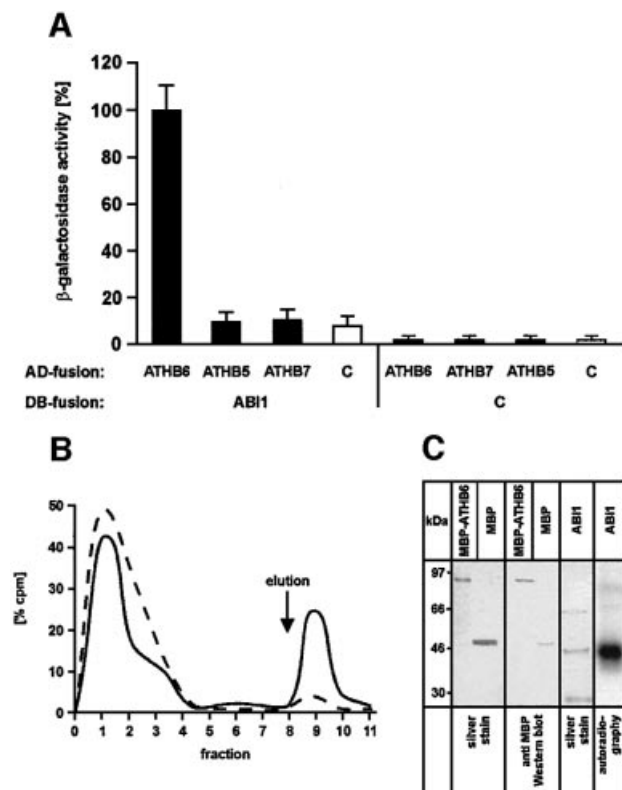 A
β-galactosidase activity [%]
120
100
80
60
40
20
0
AD-fusion: ATHB6 ATHB5 ATHB7 C ATHB6 ATHB7 ATHB5 C
DB-fusion: ABI1 C
B
[% cpm]
50
40
30
20
10
0
elution
0 1 2 3 4 5 6 7 8 9 10 11
fraction
C
kDa MBP-ATHB6 MBP MBP-ATHB6 MBP ABI1 ABI1
97
66
46
30
silver
stain
anti MBP
Western blot
silver
stain
autoradio-
graphy